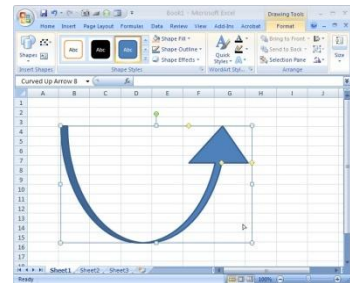 Book1 - Microsoft Excel
Drawing Tools
Home Insert Page Layout Formulas Data Review View Add-Ins Acrobat Format
Shapes
Abc Abc Abc
Shape Fill
Shape Outline
Shape Effects
Quick Styles
Bring to Front
Send to Back
Selection Pane
Size
Insert Shapes Shape Styles WordArt Styl... Arrange
Curved Up Arrow 8
A B C D E F G H I J
1
2
3
4
5
6
7
8
9
10
11
12
13
14
15
16
17
Sheet1 Sheet2 Sheet3
Ready 100%